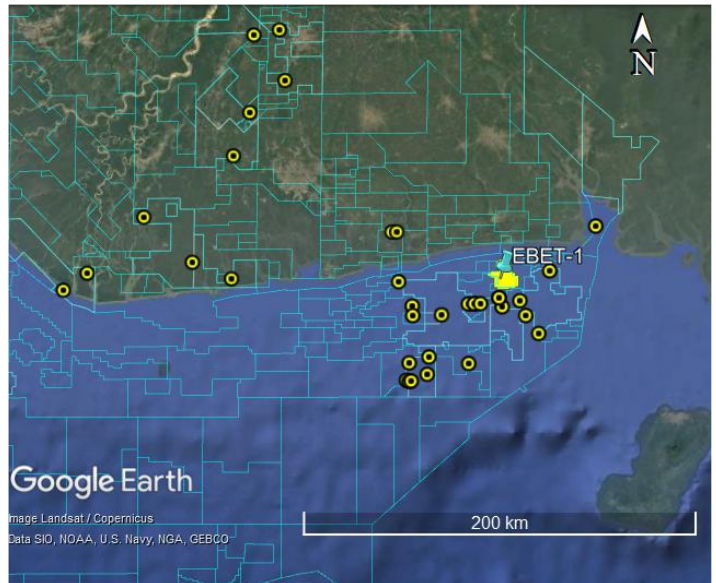 N
EBET-1
Google Earth
Image Landsat / Copernicus
Data SIO, NOAA, U.S. Navy, NGA, GEBCO
200 km